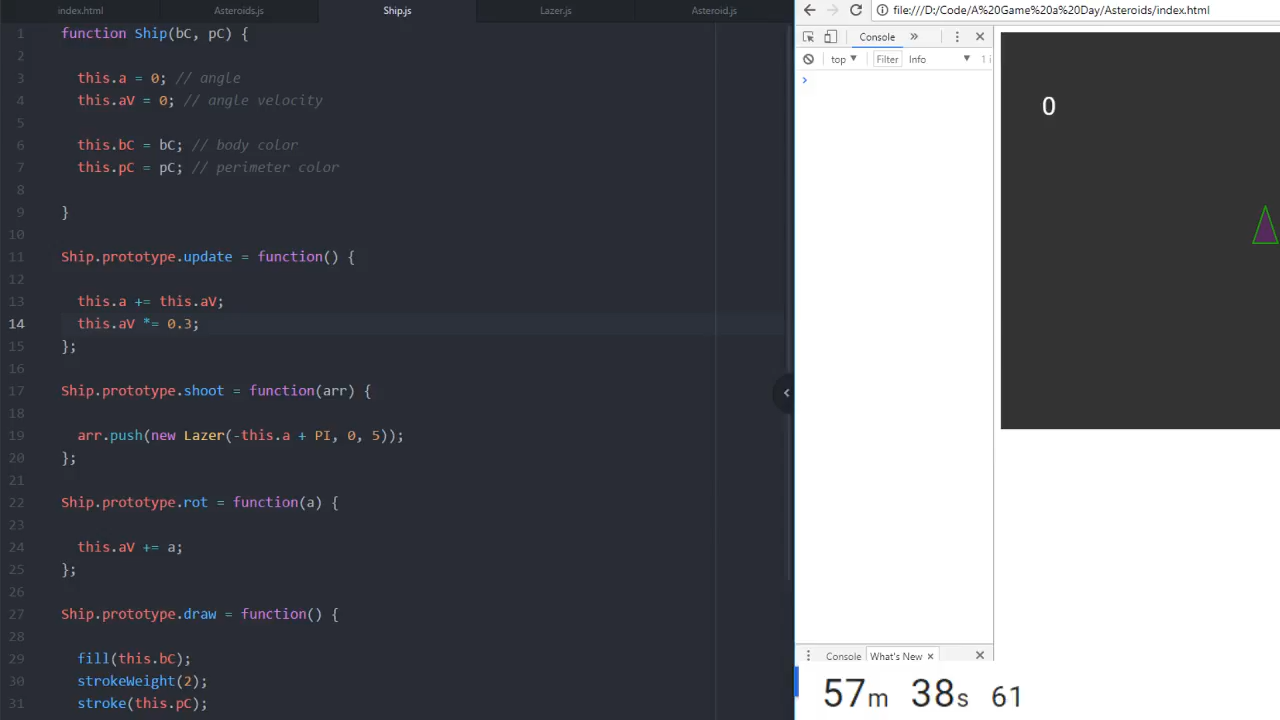 index.html Asteroids.js Ship.js Lazer.js Asteroid.js
1 function Ship(bC, pC) {
2
3 this.a = 0; // angle
4 this.aV = 0; // angle velocity
5
6 this.bC = bC; // body color
7 this.pC = pC; // perimeter color
8
9 }
10
11 Ship.prototype.update = function() {
12
13 this.a += this.aV;
14 this.aV *= 0.3;
15 };
16
17 Ship.prototype.shoot = function(arr) {
18
19 arr.push(new Lazer(-this.a + PI, 0, 5));
20 };
21
22 Ship.prototype.rot = function(a) {
23
24 this.aV += a;
25 };
26
27 Ship.prototype.draw = function() {
28
29 fill(this.bC);
30 strokeWeight(2);
31 stroke(this.pC);
file:///D:/Code/A%20Game%20a%20Day/Asteroids/index.html
Console »
top Filter Info 1 i
0
Console What's New
57m 38s 61